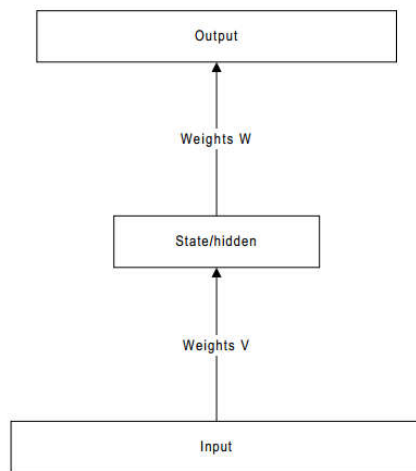 Output
Weights W
State/hidden
Weights V
Input